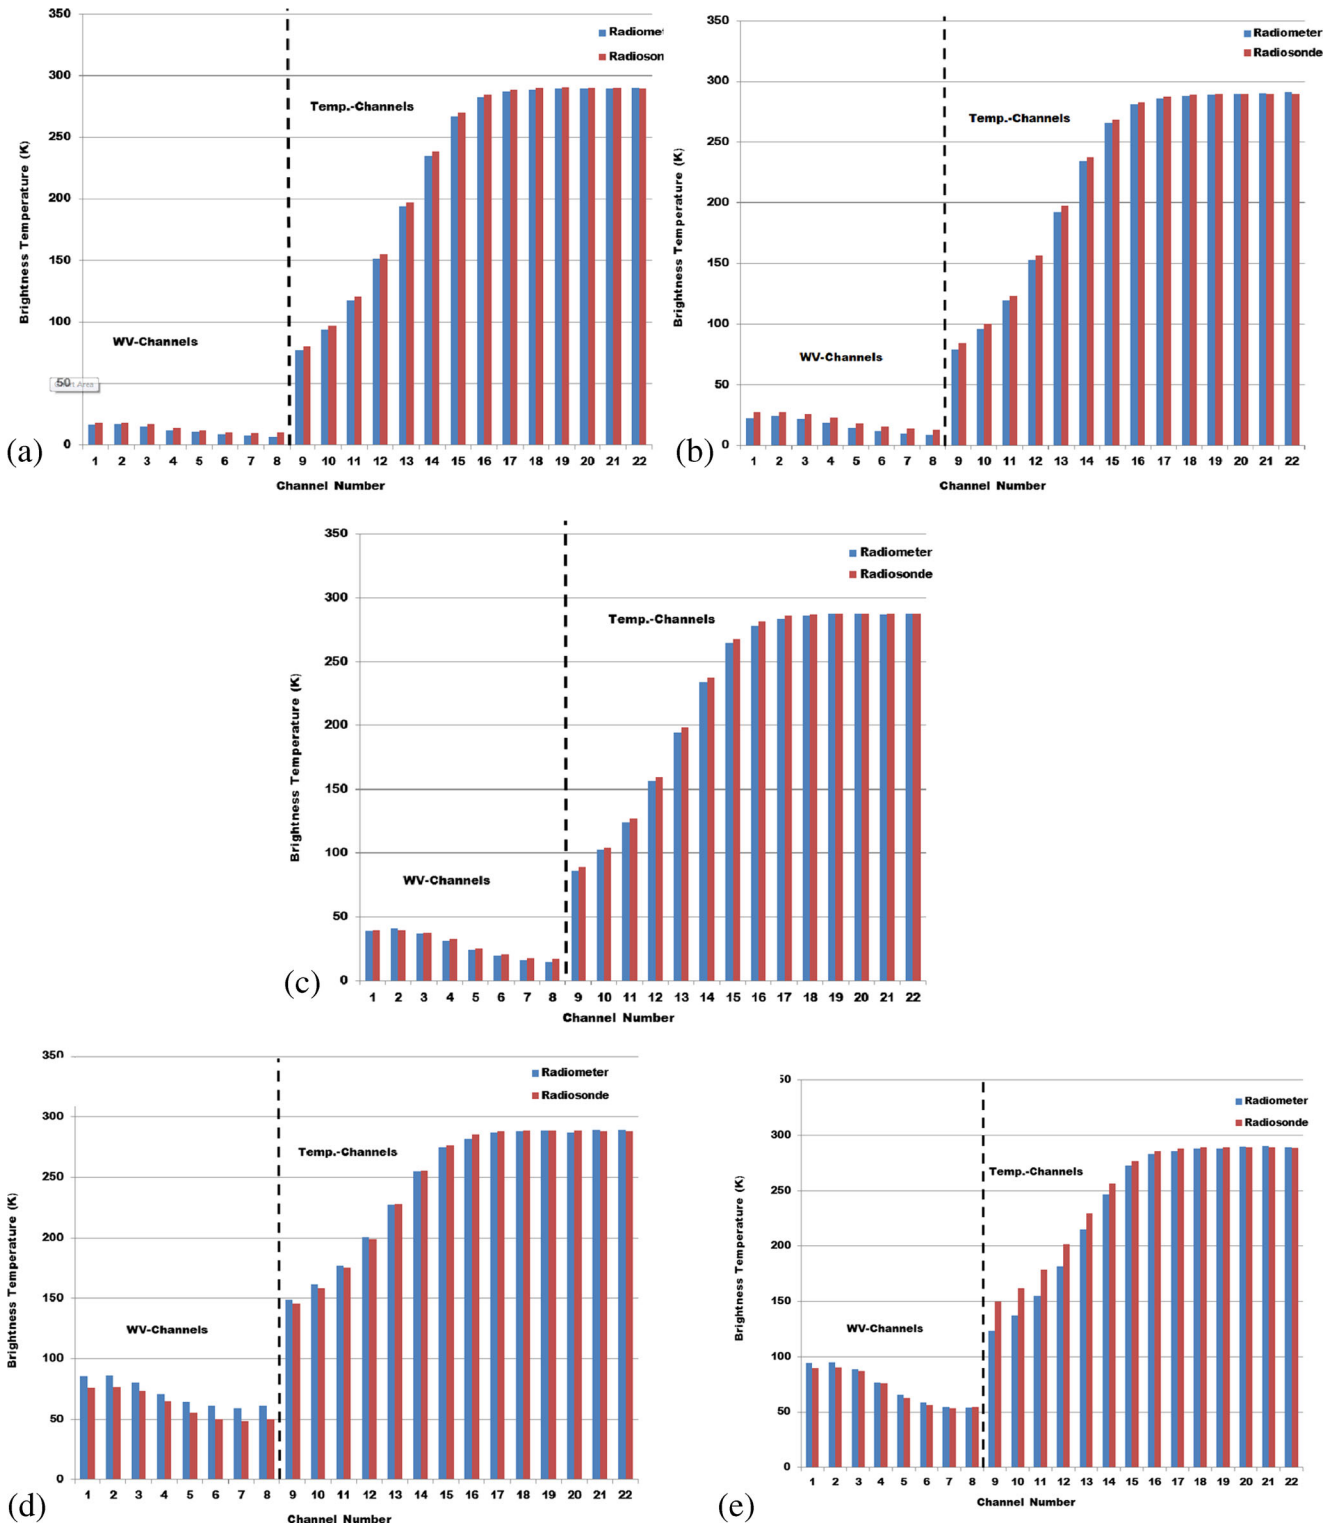 350
300
250
200
150
100
50
0
Brightness Temperature (K)
Radiomet
Radioson
Temp.-Channels
WV-Channels
1 2 3 4 5 6 7 8 9 10 11 12 13 14 15 16 17 18 19 20 21 22
Channel Number
(a)
350
300
250
200
150
100
50
0
Brightness Temperature (K)
Radiometer
Radiosonde
Temp.-Channels
WV-Channels
1 2 3 4 5 6 7 8 9 10 11 12 13 14 15 16 17 18 19 20 21 22
Channel Number
(b)
350
300
250
200
150
100
50
0
Brightness Temperature (K)
Radiometer
Radiosonde
Temp.-Channels
WV-Channels
1 2 3 4 5 6 7 8 9 10 11 12 13 14 15 16 17 18 19 20 21 22
Channel Number
(c)
350
300
250
200
150
100
50
0
Brightness Temperature (K)
Radiometer
Radiosonde
Temp.-Channels
WV-Channels
1 2 3 4 5 6 7 8 9 10 11 12 13 14 15 16 17 18 19 20 21 22
Channel Number
(d)
50
300
250
200
150
100
50
0
Brightness Temperature (K)
Radiometer
Radiosonde
Temp.-Channels
WV-Channels
1 2 3 4 5 6 7 8 9 10 11 12 13 14 15 16 17 18 19 20 21 22
Channel Number
(e)